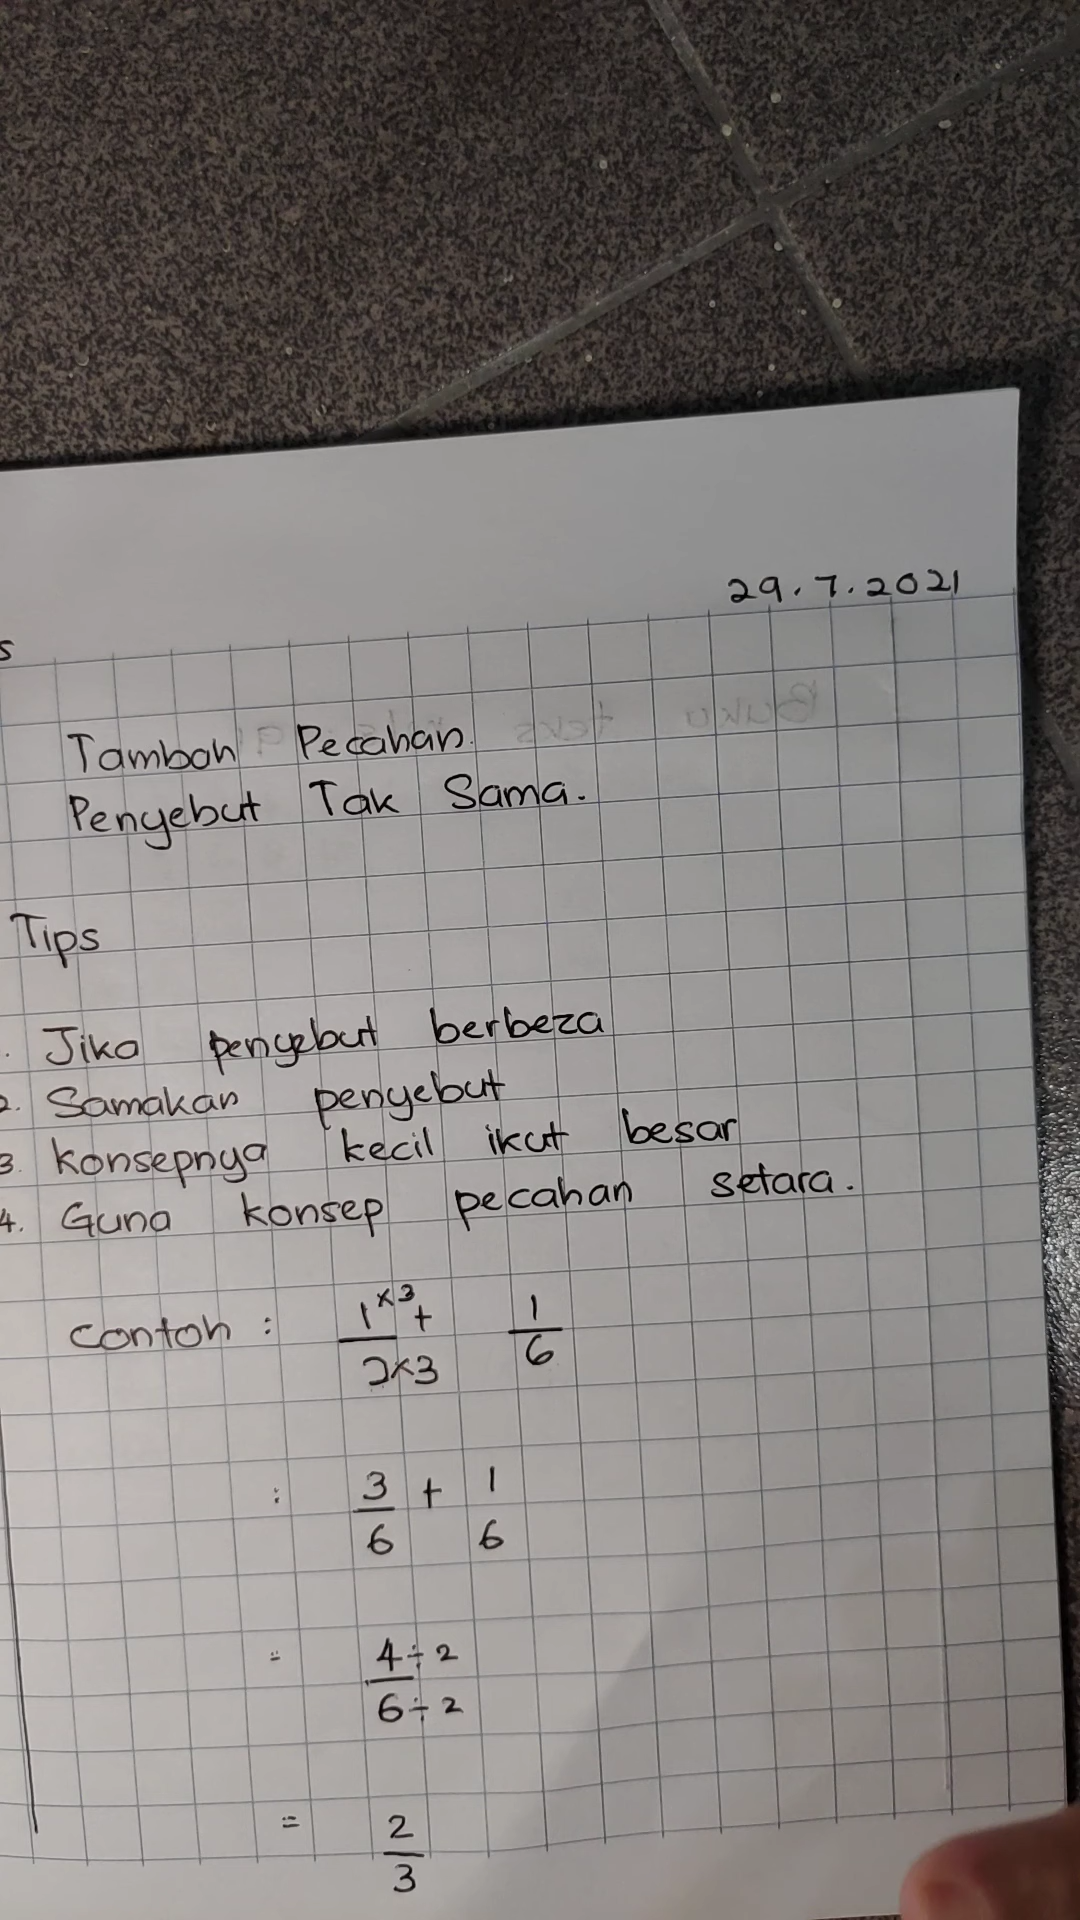 29.7.2021
s
Tambah Pecahan
Penyebut Tak Sama.
Tips
. Jika penyebut berbeza
2. Samakan penyebut
3. Konsepnya kecil ikut besar
4. Guna konsep pecahan setara.
Contoh : 1×3 + 1
2×3 6
: 3 + 1
6 6
= 4÷2
6÷2
= 2
3